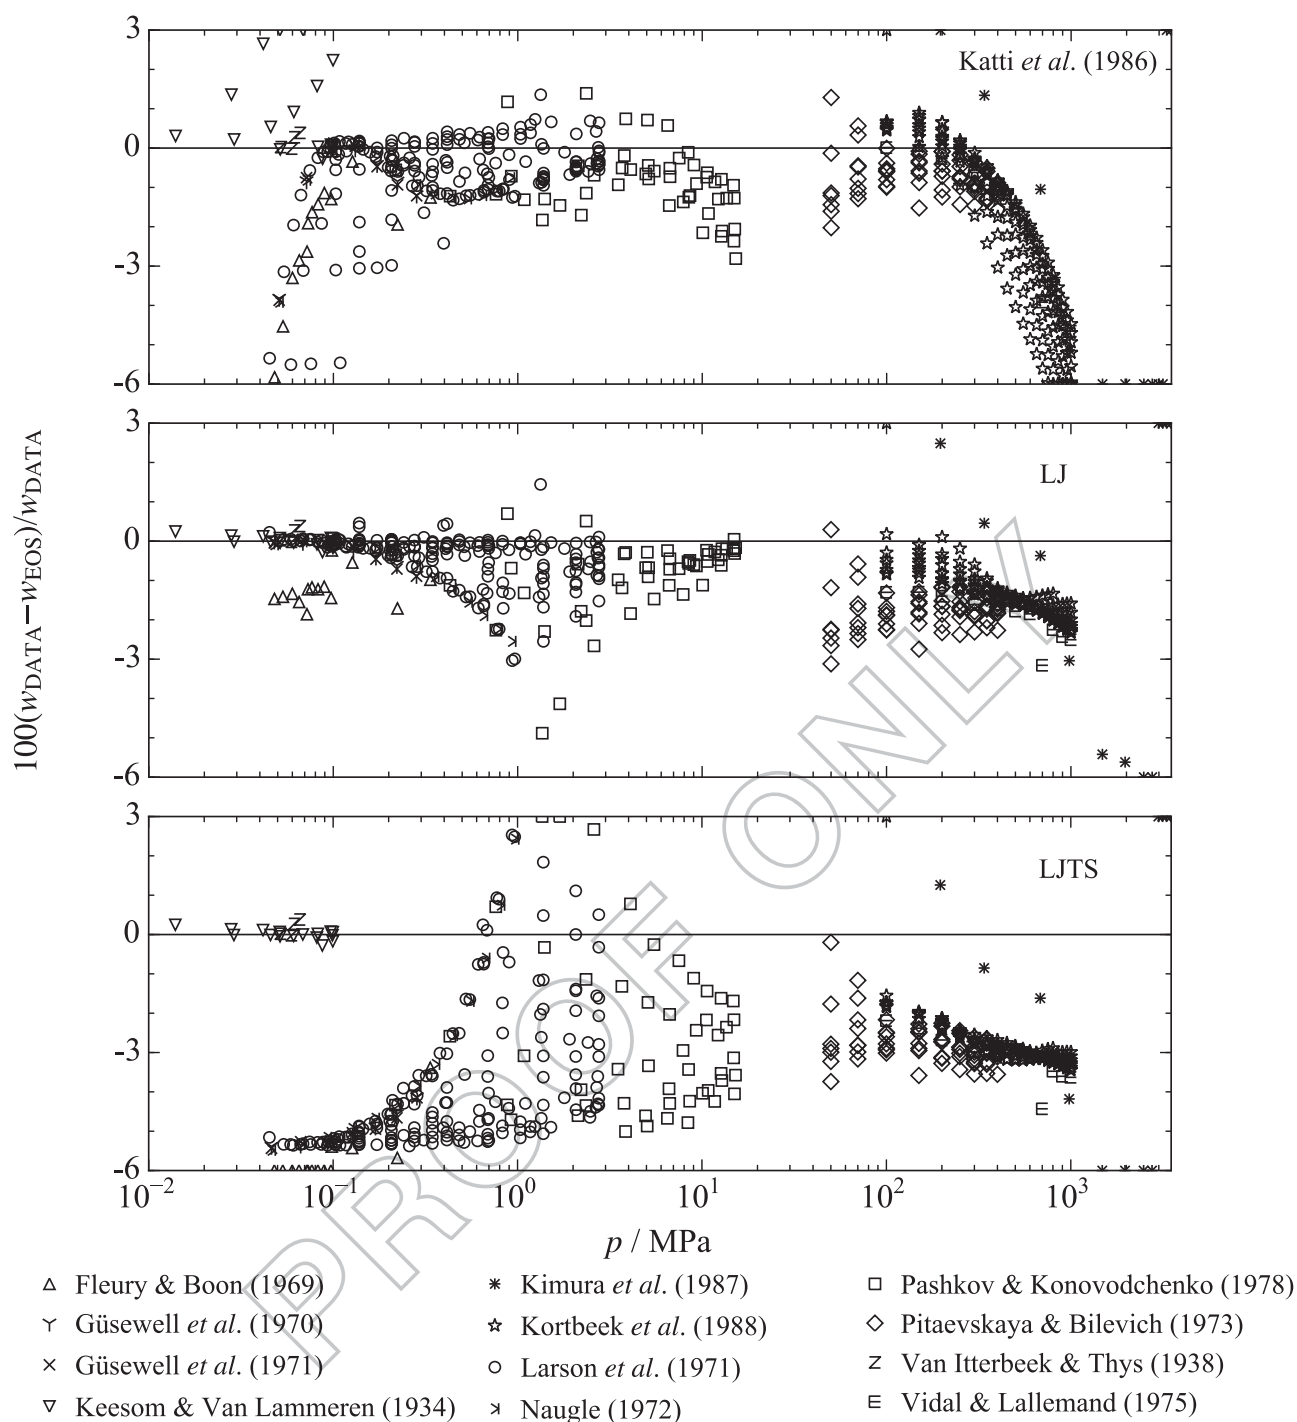 3
0
-3
-6
Katti et al. (1986)
3
0
-3
-6
LJ
3
0
-3
-6
LJTS
100(wDATA–wEOS)/wDATA
10−2
10−1
100
101
102
103
p / MPa
PROOF ONLY
Fleury & Boon (1969)
Güsewell et al. (1970)
Güsewell et al. (1971)
Keesom & Van Lammeren (1934)
Kimura et al. (1987)
Kortbeek et al. (1988)
Larson et al. (1971)
Naugle (1972)
Pashkov & Konovodchenko (1978)
Pitaevskaya & Bilevich (1973)
Van Itterbeek & Thys (1938)
Vidal & Lallemand (1975)